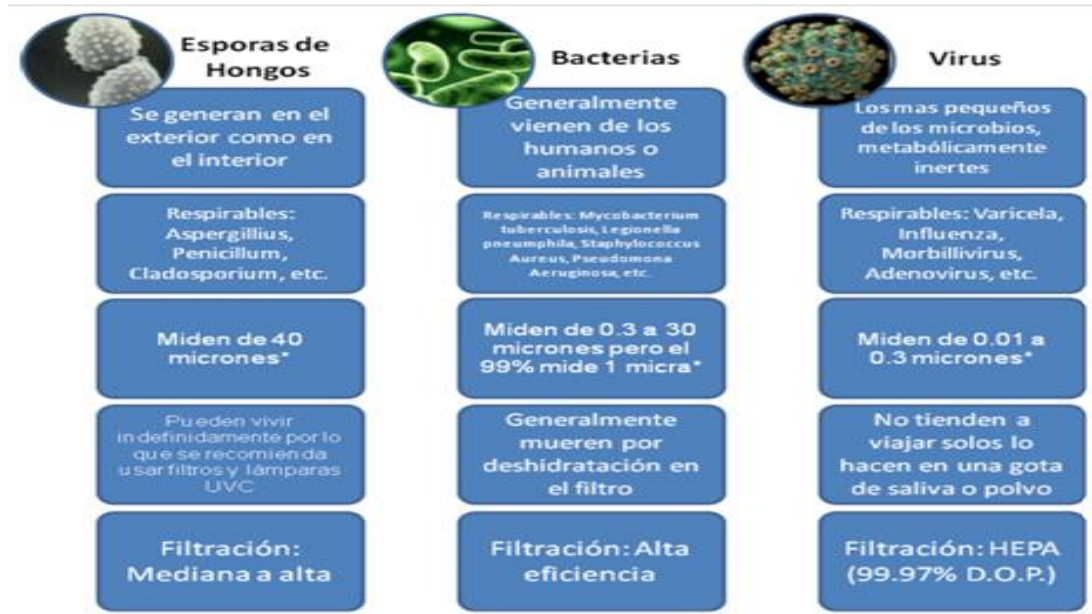 Esporas de
Hongos
Se generan en el
exterior como en
el interior
Respirables:
Aspergillius,
Penicillum,
Cladosporium, etc.
Miden de 40
micrones*
Pueden vivir
indefinidamente por lo
que se recomienda
usar filtros y lámparas
UVC
Filtración:
Mediana a alta
Bacterias
Generalmente
vienen de los
humanos o
animales
Respirables: Mycobacterium
tuberculosis, Legionella
pneumphila, Staphylococcus
Aureus, Pseudomona
Aeruginosa, etc.
Miden de 0.3 a 30
micrones pero el
99% mide 1 micra*
Generalmente
mueren por
deshidratación en
el filtro
Filtración: Alta
eficiencia
Virus
Los mas pequeños
de los microbios,
metabólicamente
inertes
Respirables: Varicela,
Influenza,
Morbillivirus,
Adenovirus, etc.
Miden de 0.01 a
0.3 micrones*
No tienden a
viajar solos lo
hacen en una gota
de saliva o polvo
Filtración: HEPA
(99.97% D.O.P.)